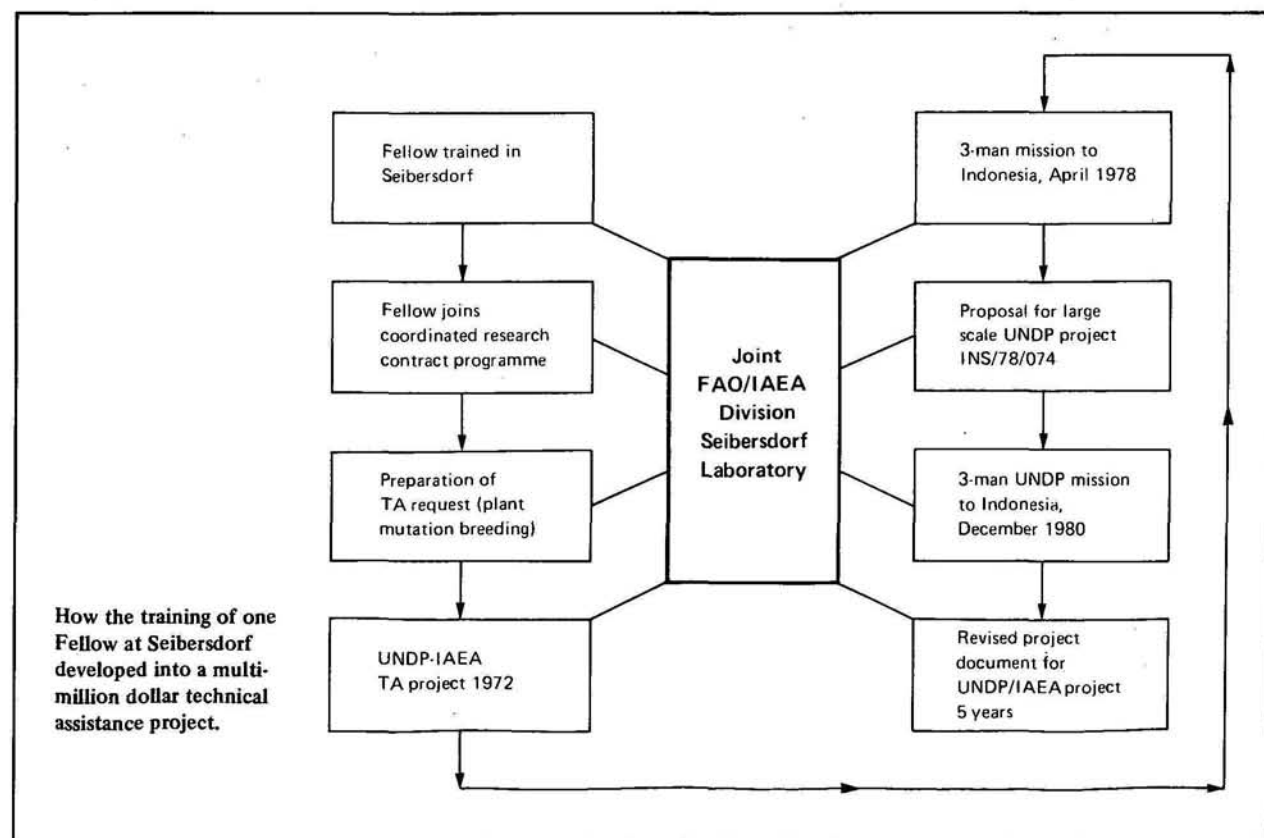 Fellow trained in
Seibersdorf
Fellow joins
coordinated research
contract programme
Preparation of
TA request (plant
mutation breeding)
UNDP-IAEA
TA project 1972
Joint
FAO/IAEA
Division
Seibersdorf
Laboratory
3-man mission to
Indonesia, April 1978
Proposal for large
scale UNDP project
INS/78/074
3-man UNDP mission
to Indonesia,
December 1980
Revised project
document for
UNDP/IAEA project
5 years
How the training of one
Fellow at Seibersdorf
developed into a multi-
million dollar technical
assistance project.